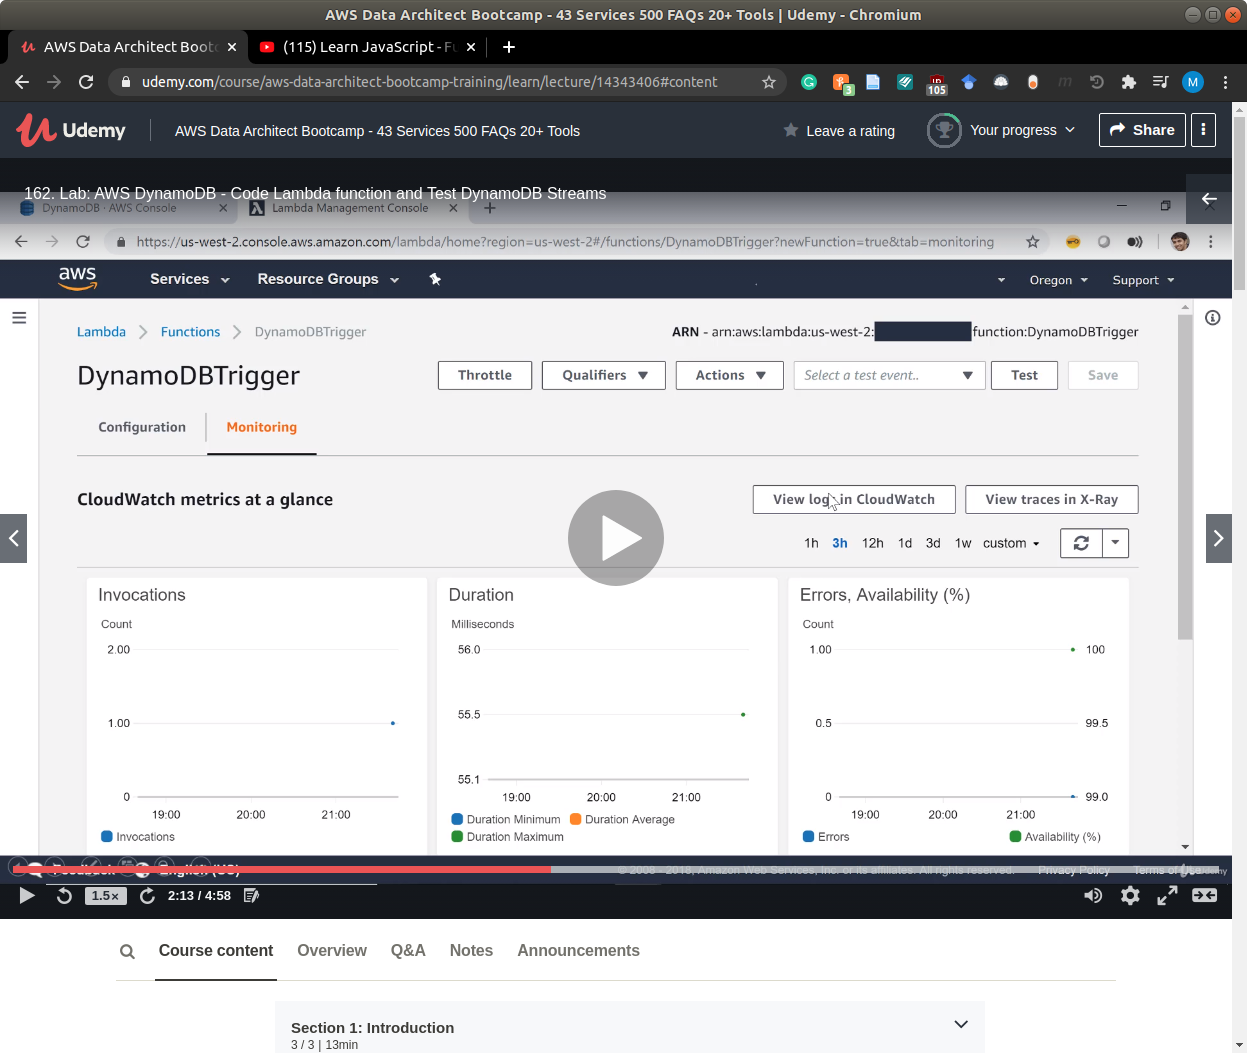 AWS Data Architect Bootcamp - 43 Services 500 FAQs 20+ Tools | Udemy - Chromium
AWS Data Architect Bootc
(115) Learn JavaScript - Fu
udemy.com/course/aws-data-architect-bootcamp-training/learn/lecture/14343406#content
3
105
M
Udemy
AWS Data Architect Bootcamp - 43 Services 500 FAQs 20+ Tools
Leave a rating
Your progress
Share
162. Lab: AWS DynamoDB - Code Lambda function and Test DynamoDB Streams
DynamoDB · AWS Console
Lambda Management Console
https://us-west-2.console.aws.amazon.com/lambda/home?region=us-west-2#/functions/DynamoDBTrigger?newFunction=true&tab=monitoring
aws
Services
Resource Groups
Oregon
Support
Lambda
Functions
DynamoDBTrigger
ARN - arn:aws:lambda:us-west-2:
function:DynamoDBTrigger
DynamoDBTrigger
Throttle
Qualifiers
Actions
Select a test event..
Test
Save
Configuration
Monitoring
CloudWatch metrics at a glance
View logs in CloudWatch
View traces in X-Ray
1h 3h 12h 1d 3d 1w custom
Invocations
Count
2.00
1.00
0
19:00 20:00 21:00
Invocations
Duration
Milliseconds
56.0
55.5
55.1
19:00 20:00 21:00
Duration Minimum
Duration Average
Duration Maximum
Errors, Availability (%)
Count
1.00 100
0.5 99.5
0 99.0
19:00 20:00 21:00
Errors
Availability (%)
Feedback
English (US)
© 2008 - 2018, Amazon Web Services, Inc. or its affiliates. All rights reserved.
Privacy Policy
Terms of
1.5×
2:13 / 4:58
Course content
Overview
Q&A
Notes
Announcements
Section 1: Introduction
3 / 3 | 13min